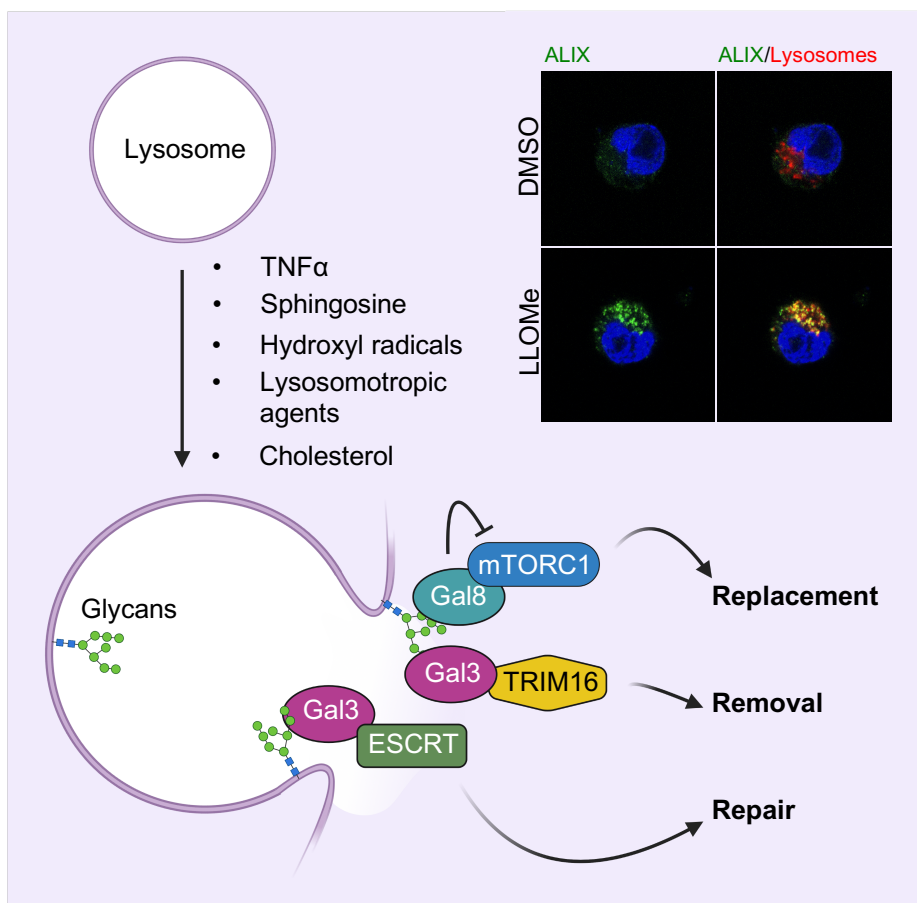 ALIX
ALIX/Lysosomes
DMSO
LLOMe
Lysosome
• TNFα
• Sphingosine
• Hydroxyl radicals
• Lysosomotropic
agents
• Cholesterol
Glycans
mTORC1
Gal8
Replacement
Gal3
TRIM16
Removal
Gal3
ESCRT
Repair